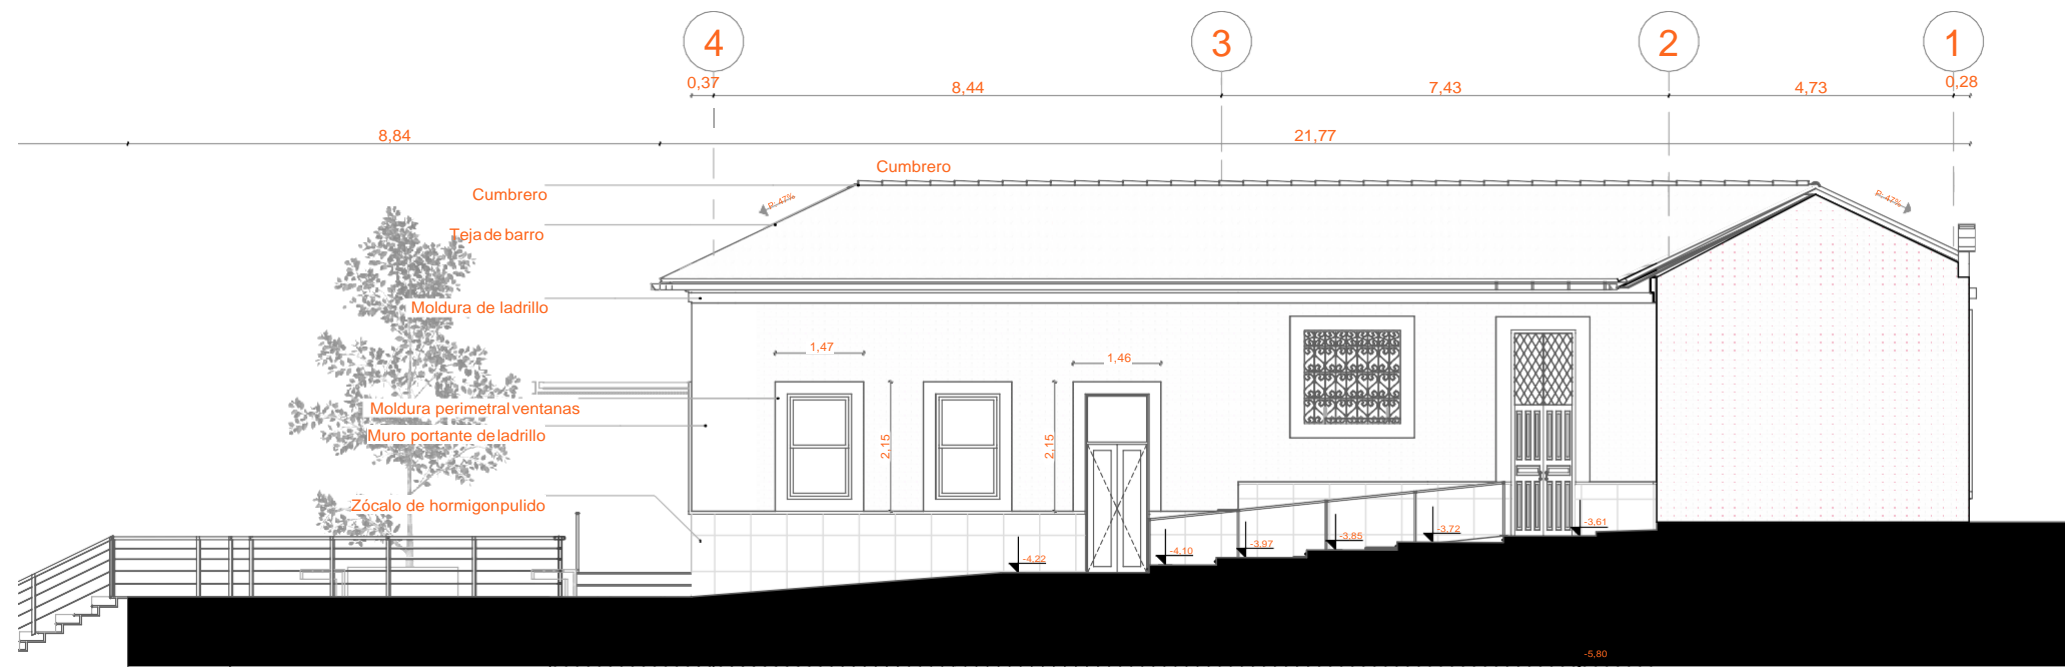 4 3 2 1
0,37 8,44 7,43 4,73 0,28
8,84 21,77
Cumbrero
Cumbrero
P: 47% P: 47%
Teja de barro
Moldura de ladrillo
1,47 1,46
Moldura perimetral ventanas
Muro portante de ladrillo
2,15 2,15
Zócalo de hormigon pulido
-4,22 -4,10 -3,97 -3,85 -3,72 -3,61
-5,80